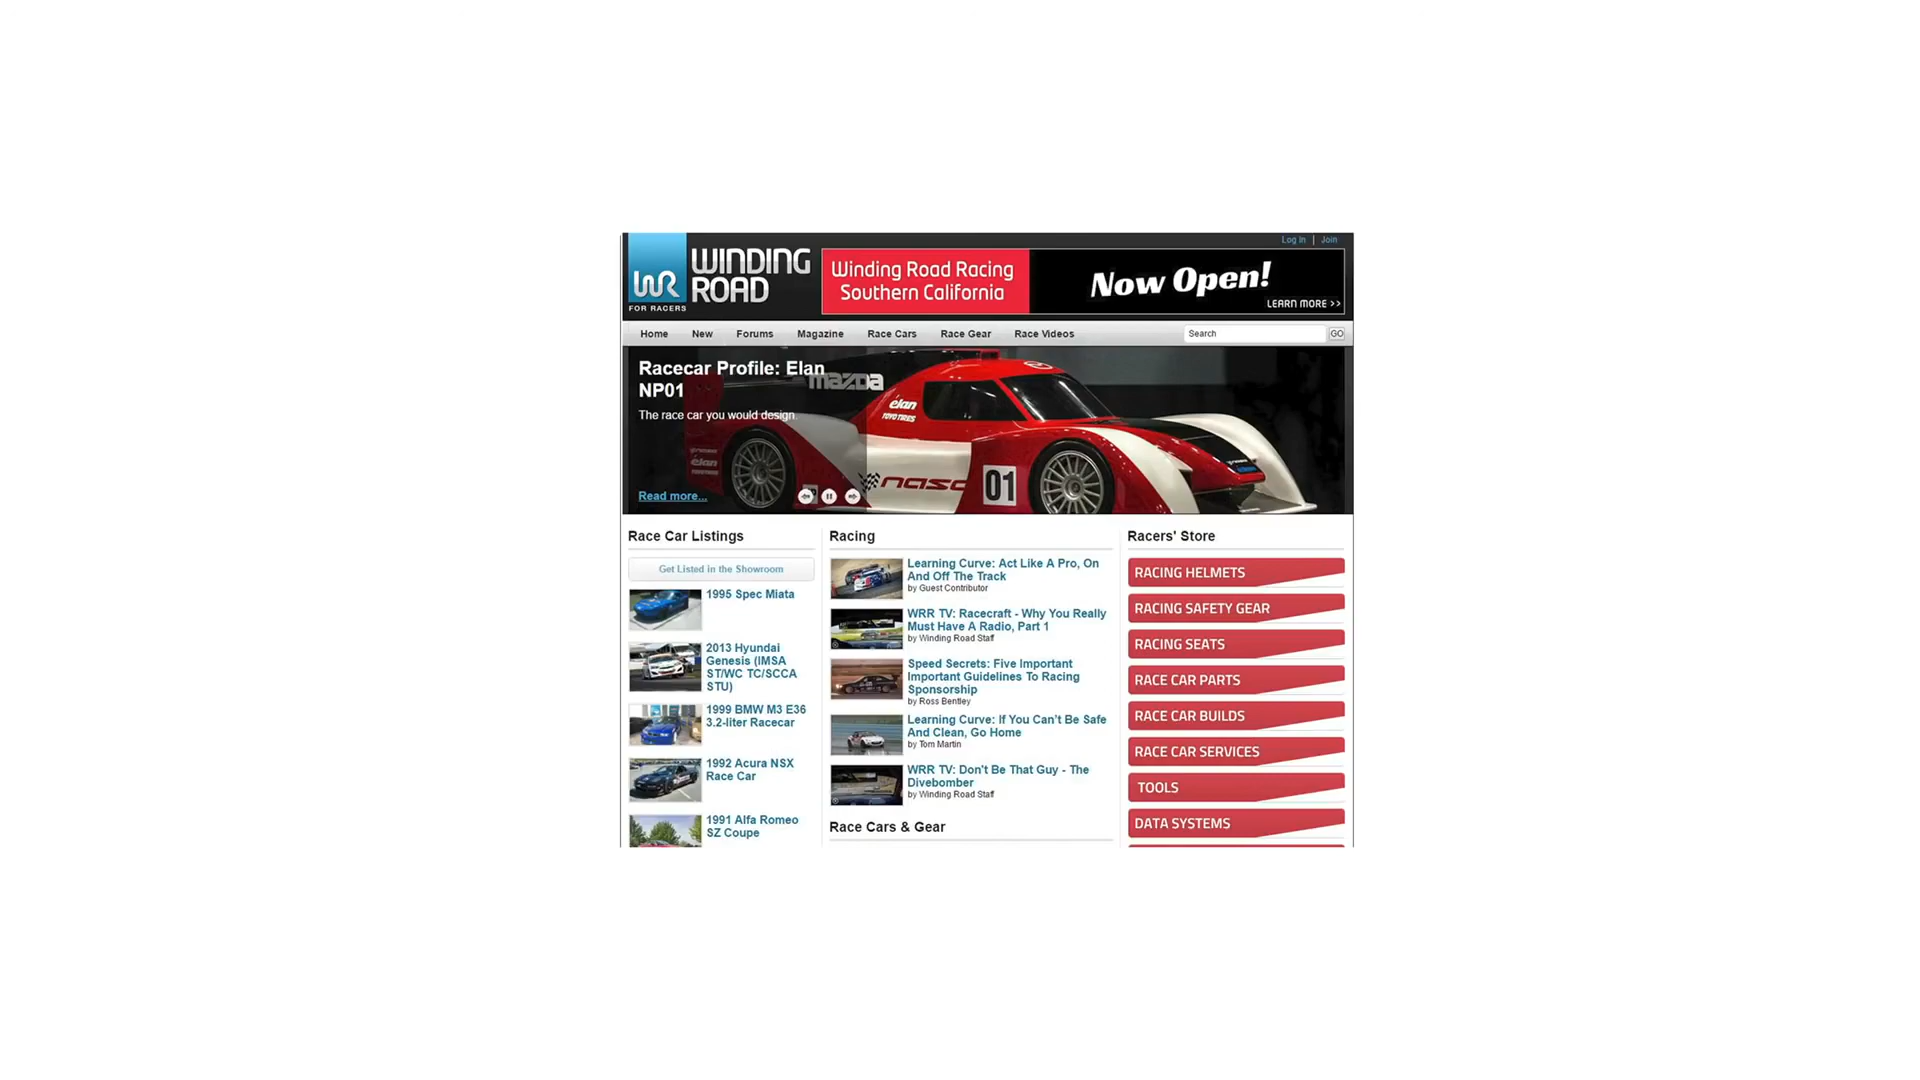 Log In | Join
WINDING
ROAD
WR
FOR RACERS
Winding Road Racing
Southern California
Now Open!
LEARN MORE >>
Home New Forums Magazine Race Cars Race Gear Race Videos Search GO
Racecar Profile: Elan
NP01
The race car you would design.
Read more...
mazda
elan
TOYO TIRES
elan
nasa
01
Race Car Listings
Get Listed in the Showroom
1995 Spec Miata
2013 Hyundai
Genesis (IMSA
ST/WC TC/SCCA
STU)
1999 BMW M3 E36
3.2-liter Racecar
1992 Acura NSX
Race Car
1991 Alfa Romeo
SZ Coupe
Racing
Learning Curve: Act Like A Pro, On
And Off The Track
by Guest Contributor
WRR TV: Racecraft - Why You Really
Must Have A Radio, Part 1
by Winding Road Staff
Speed Secrets: Five Important
Important Guidelines To Racing
Sponsorship
by Ross Bentley
Learning Curve: If You Can't Be Safe
And Clean, Go Home
by Tom Martin
WRR TV: Don't Be That Guy - The
Divebomber
by Winding Road Staff
Race Cars & Gear
Racers' Store
RACING HELMETS
RACING SAFETY GEAR
RACING SEATS
RACE CAR PARTS
RACE CAR BUILDS
RACE CAR SERVICES
TOOLS
DATA SYSTEMS